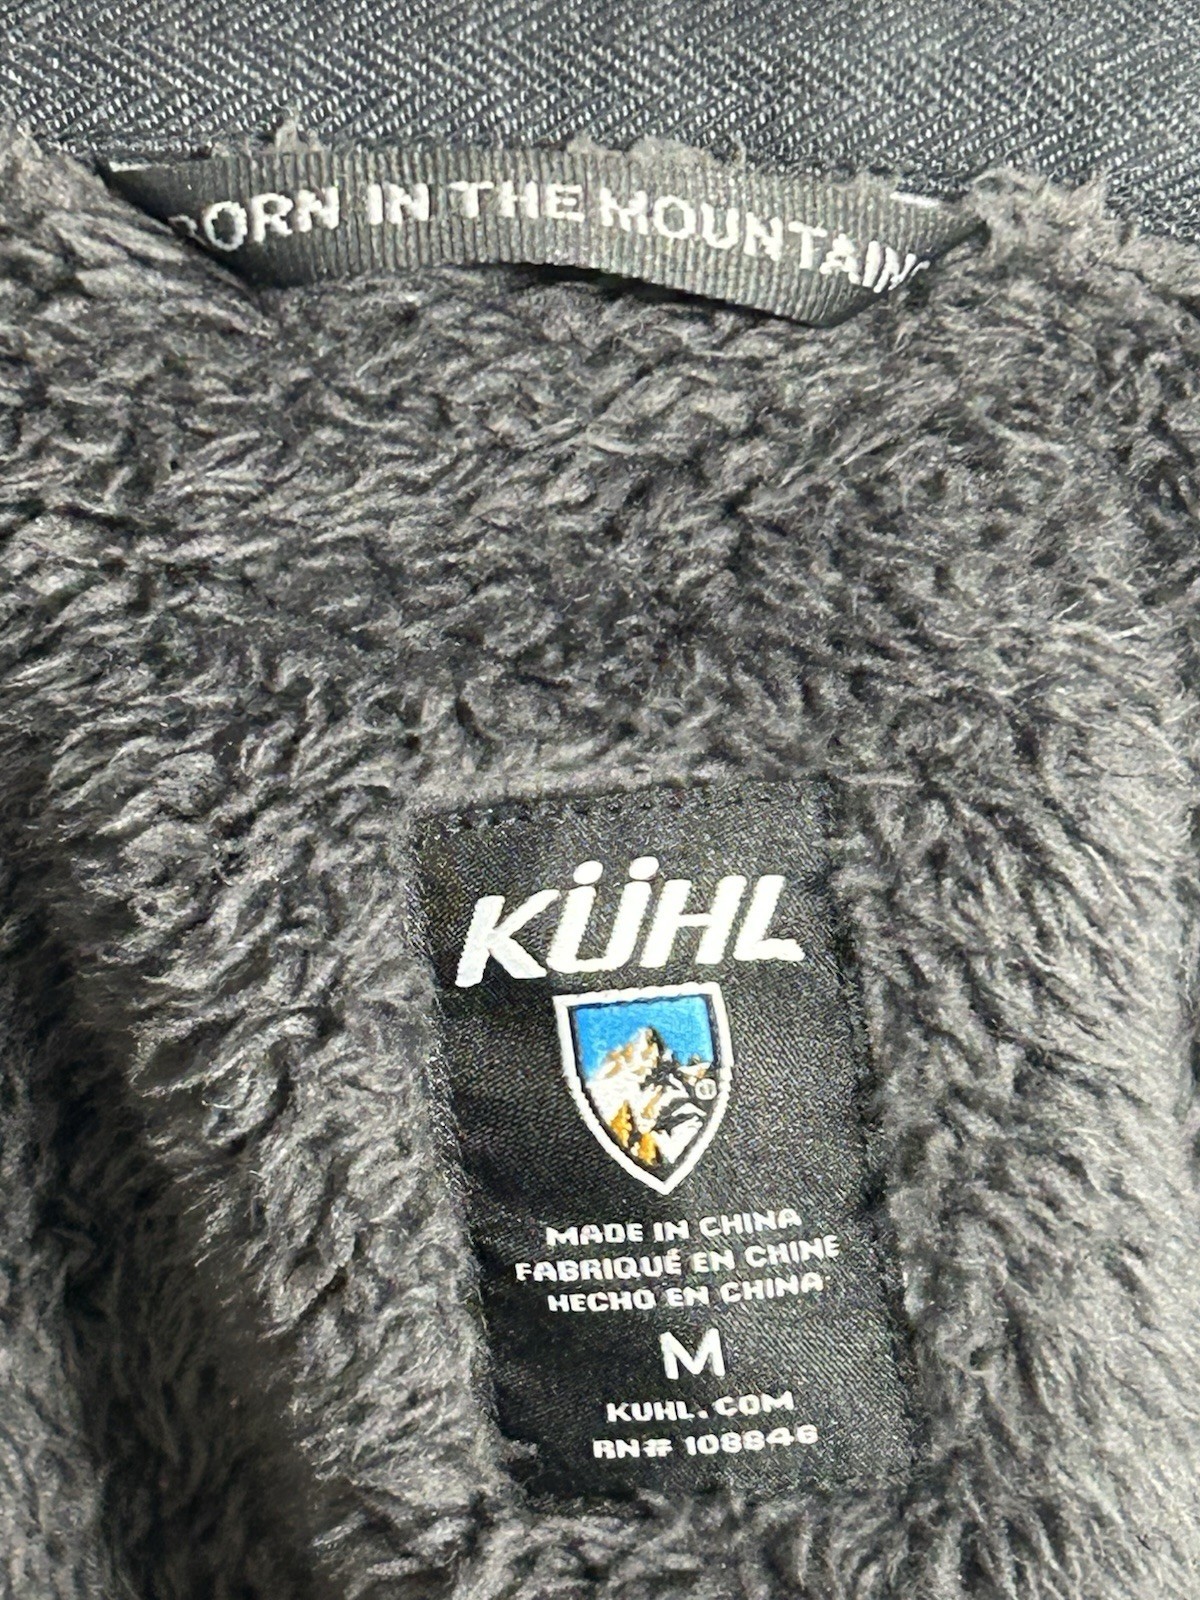 BORN IN THE MOUNTAINS
KÜHL
MADE IN CHINA
FABRIQUÉ EN CHINE
HECHO EN CHINA
M
KUHL.COM
RN# 108846